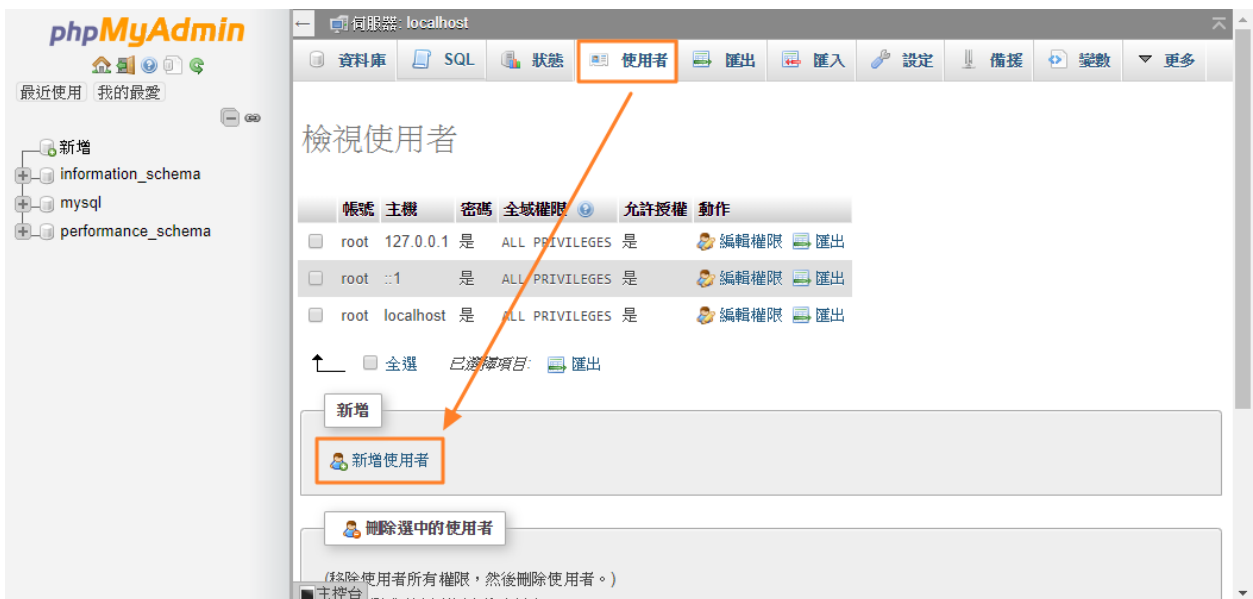 phpMyAdmin
最近使用 我的最愛
新增
information_schema
mysql
performance_schema
伺服器: localhost
資料庫 SQL 狀態 使用者 匯出 匯入 設定 備援 變數 更多
檢視使用者
帳號 主機 密碼 全域權限 允許授權 動作
root 127.0.0.1 是 ALL PRIVILEGES 是 編輯權限 匯出
root ::1 是 ALL PRIVILEGES 是 編輯權限 匯出
root localhost 是 ALL PRIVILEGES 是 編輯權限 匯出
全選 已選擇項目: 匯出
新增
新增使用者
刪除選中的使用者
(移除使用者所有權限，然後刪除使用者。)
主控台